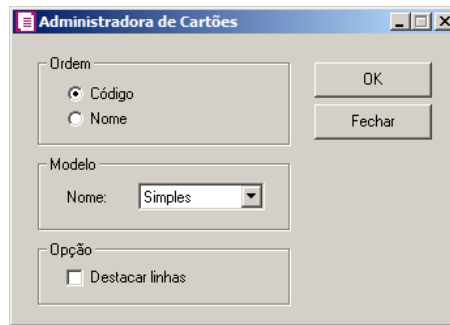 Administradora de Cartões
Ordem
Código
Nome
OK
Fechar
Modelo
Nome: Simples
Opção
Destacar linhas